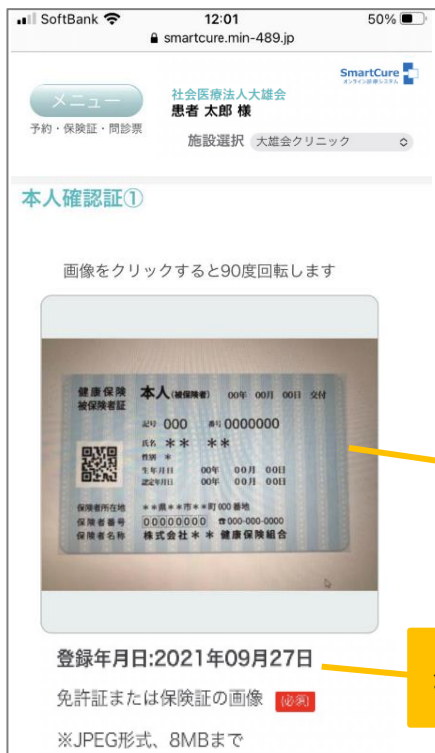 SoftBank 12:01 50%
smartcure.min-489.jp
SmartCure
オンライン診療システム
メニュー
予約・保険証・問診票
社会医療法人大雄会
患者 太郎 様
施設選択 大雄会クリニック
本人確認証①
画像をクリックすると90度回転します
健康保険 本人(被保険者) 00年 00月 00日 交付
被保険者証
記号 000 番号 0000000
氏名 ** **
性別 *
生年月日 00年 00月 00日
認定年月日 00年 00月 00日
保険者所在地 **県**市**町000番地
保険者番号 00000000 ☎000-000-0000
保険者名称 株式会社** 健康保険組合
登録年月日:2021年09月27日
免許証または保険証の画像 必須
※JPEG形式、8MBまで